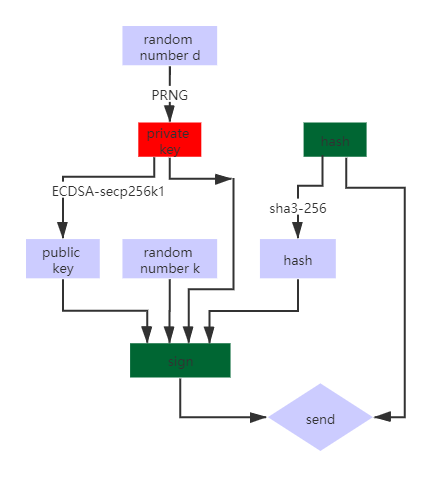 random
number d
PRNG
private
key
hash
ECDSA-secp256k1
sha3-256
public
key
random
number k
hash
sign
send